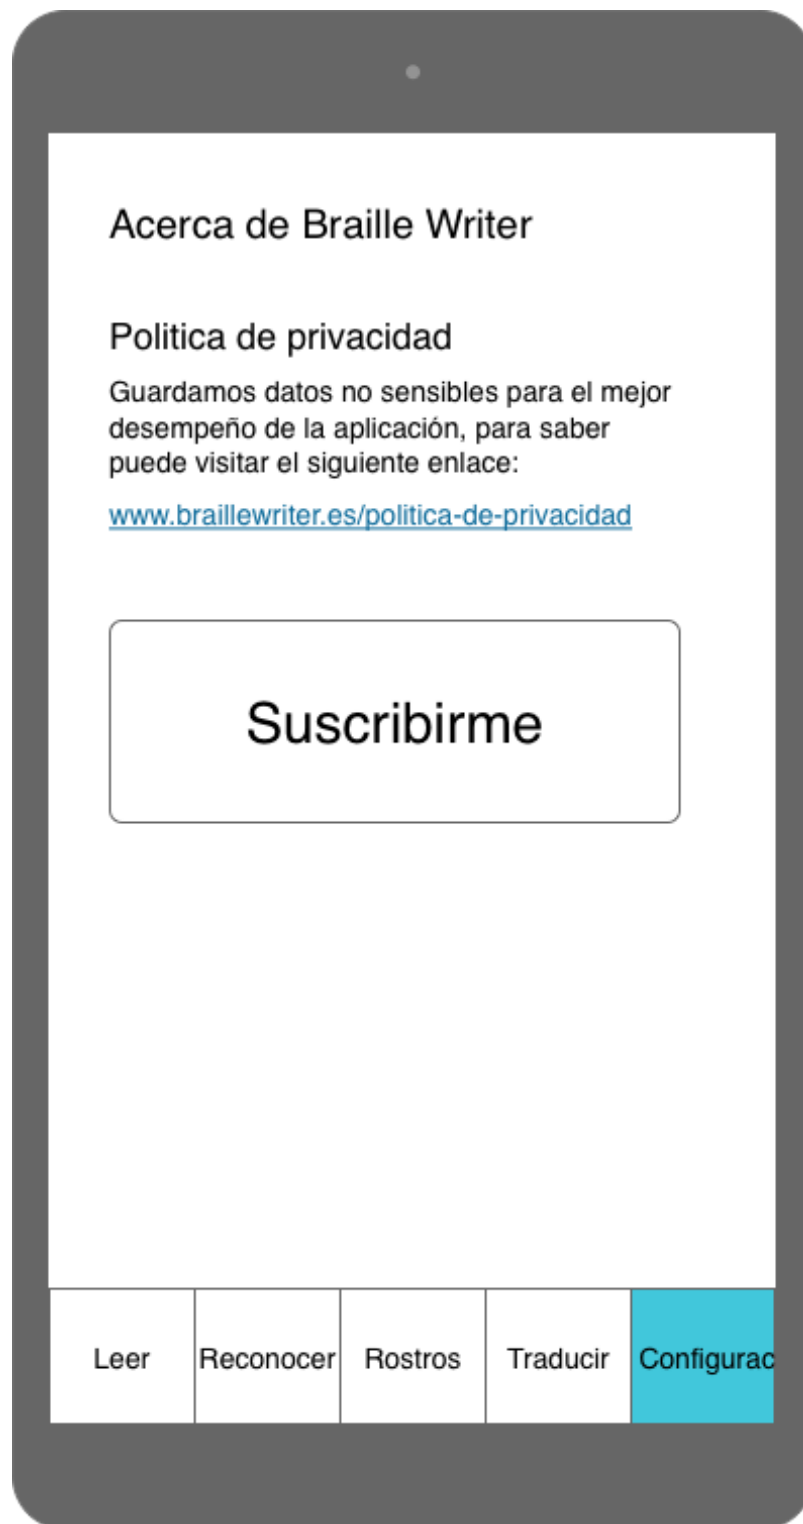 Acerca de Braille Writer
Politica de privacidad
Guardamos datos no sensibles para el mejor
desempeño de la aplicación, para saber
puede visitar el siguiente enlace:
www.braillewriter.es/politica-de-privacidad
Suscribirme
Leer Reconocer Rostros Traducir Configurac